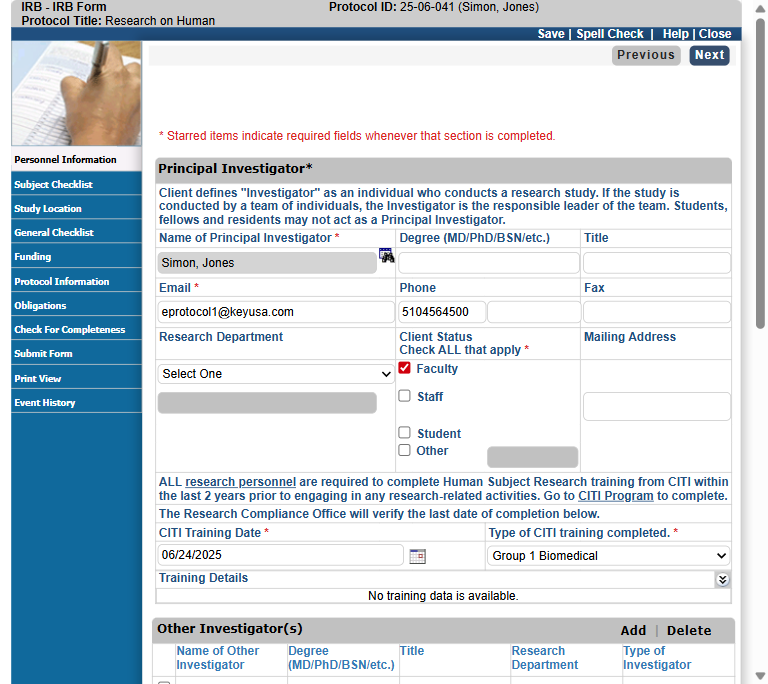 IRB - IRB Form
Protocol ID: 25-06-041 (Simon, Jones)
Protocol Title: Research on Human
Save | Spell Check | Help | Close
Previous
Next
* Starred items indicate required fields whenever that section is completed.
Personnel Information
Subject Checklist
Study Location
General Checklist
Funding
Protocol Information
Obligations
Check For Completeness
Submit Form
Print View
Event History
Principal Investigator*
Client defines "Investigator" as an individual who conducts a research study. If the study is
conducted by a team of individuals, the Investigator is the responsible leader of the team. Students,
fellows and residents may not act as a Principal Investigator.
Name of Principal Investigator *
Degree (MD/PhD/BSN/etc.)
Title
Simon, Jones
Email *
Phone
Fax
eprotocol1@keyusa.com
5104564500
Research Department
Client Status
Check ALL that apply *
Mailing Address
Select One
Faculty
Staff
Student
Other
ALL research personnel are required to complete Human Subject Research training from CITI within
the last 2 years prior to engaging in any research-related activities. Go to CITI Program to complete.
The Research Compliance Office will verify the last date of completion below.
CITI Training Date *
Type of CITI training completed. *
06/24/2025
Group 1 Biomedical
Training Details
No training data is available.
Other Investigator(s)
Add | Delete
Name of Other
Investigator
Degree
(MD/PhD/BSN/etc.)
Title
Research
Department
Type of
Investigator